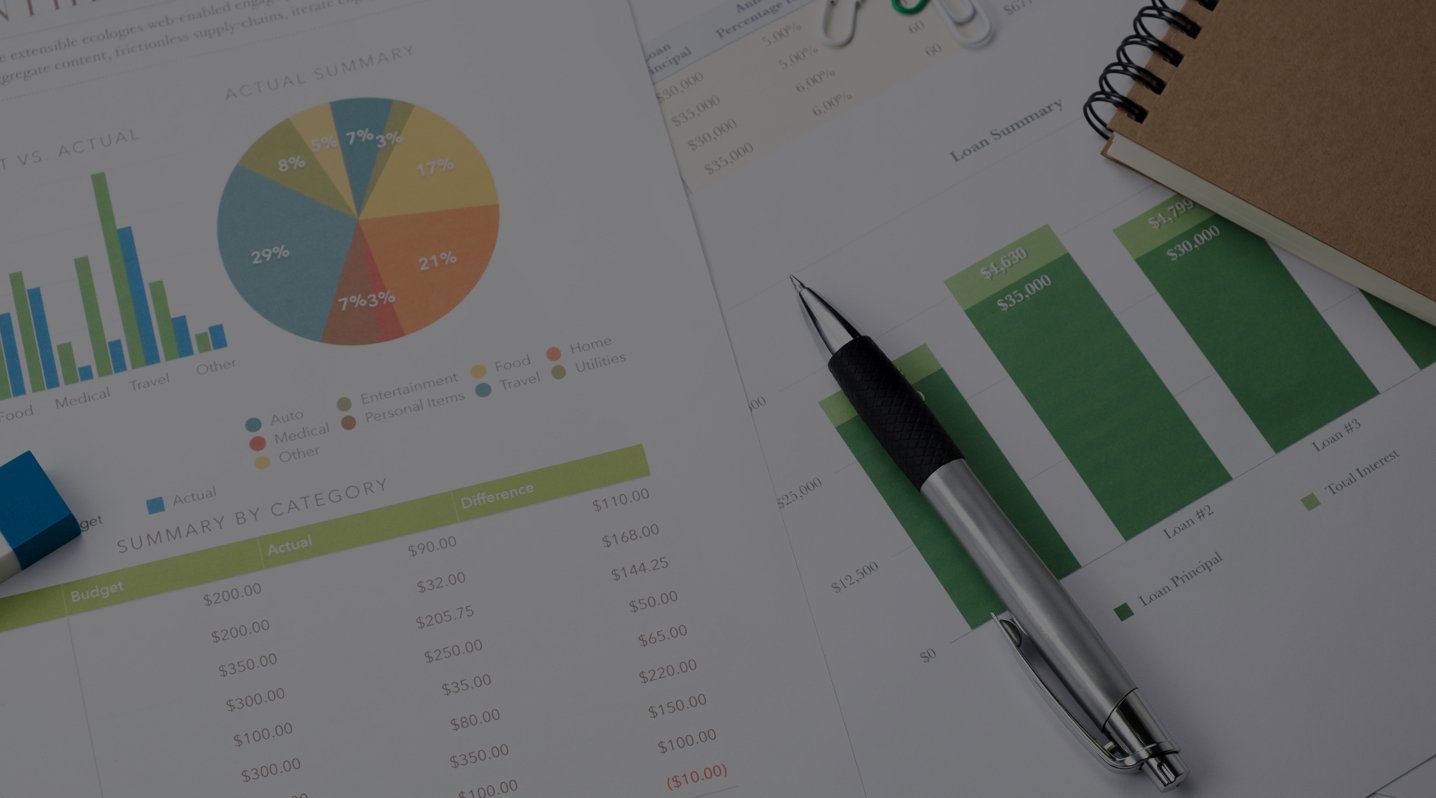 e extensible ecologies web-enabled
ggregate content, frictionless supply-chains, iterate
ACTUAL SUMMARY
VS. ACTUAL
7%
3%
5%
8%
17%
29%
21%
7%
3%
Food
Medical
Travel
Other
Auto
Entertainment
Food
Home
Medical
Personal Items
Travel
Utilities
Other
get
Actual
SUMMARY BY CATEGORY
Budget
Actual
Difference
$200.00 $90.00 $110.00
$200.00 $32.00 $168.00
$350.00 $205.75 $144.25
$300.00 $250.00 $50.00
$100.00 $35.00 $65.00
$300.00 $80.00 $220.00
$350.00 $150.00
$100.00 $100.00
($10.00)
oan
incipal
Percentage
$30,000 5.00% 60
$35,000 5.00% 60
$30,000 6.00%
$35,000 6.00%
Loan Summary
$4,630
$35,000
$4,799
$30,000
00
$25,000
$12,500
$0
Loan #2
Loan #3
Loan Principal
Total Interest